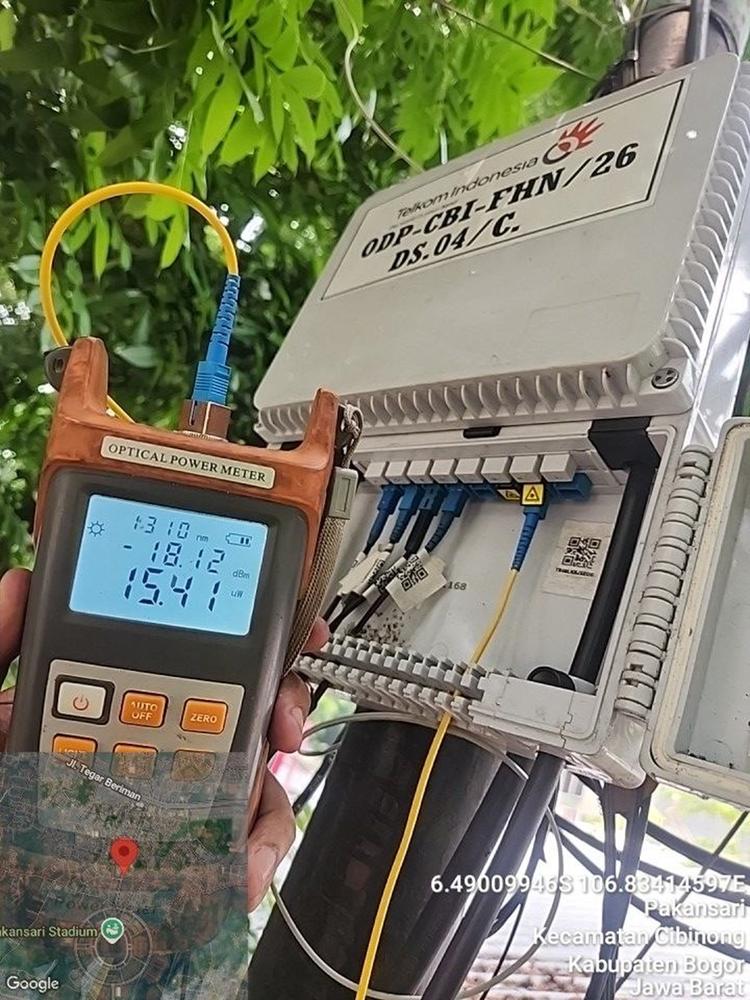 Telkom Indonesia
ODP-CBI-FHN/26
DS.04/C.
OPTICAL POWER METER
1310 nm
-18.12 dBm
15.41 uW
168
AUTO OFF
ZERO
Jl. Tegar Beriman
akansari Stadium
Google
6.49009946S 106.83414597E
Pakansari
Kecamatan Cibinong
Kabupaten Bogor
Jawa Barat